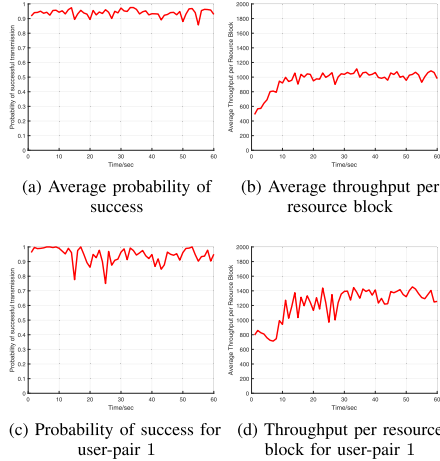 1
0.9
0.8
0.7
0.6
0.5
0.4
0.3
0.2
0.1
0
Probability of successful transmission
0 10 20 30 40 50 60
Time/sec
(a) Average probability of
success
2000
1800
1600
1400
1200
1000
800
600
400
200
0
Average Throughput per Resource Block
0 10 20 30 40 50 60
Time/sec
(b) Average throughput per
resource block
1
0.9
0.8
0.7
0.6
0.5
0.4
0.3
0.2
0.1
0
Probability of successful transmission
0 10 20 30 40 50 60
Time/sec
(c) Probability of success for
user-pair 1
2000
1800
1600
1400
1200
1000
800
600
400
200
0
Average Throughput per Resource Block
0 10 20 30 40 50 60
Time/sec
(d) Throughput per resource
block for user-pair 1